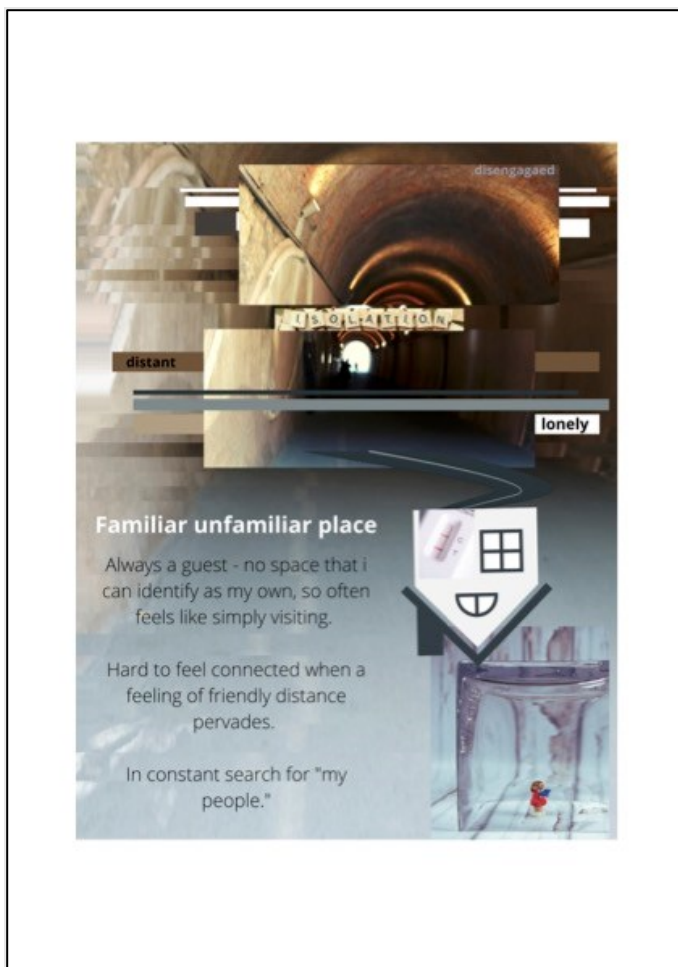 disengagaed
ISOLATION
distant
lonely
Familiar unfamiliar place
Always a guest - no space that i
can identify as my own, so often
feels like simply visiting.
Hard to feel connected when a
feeling of friendly distance
pervades.
In constant search for "my
people."